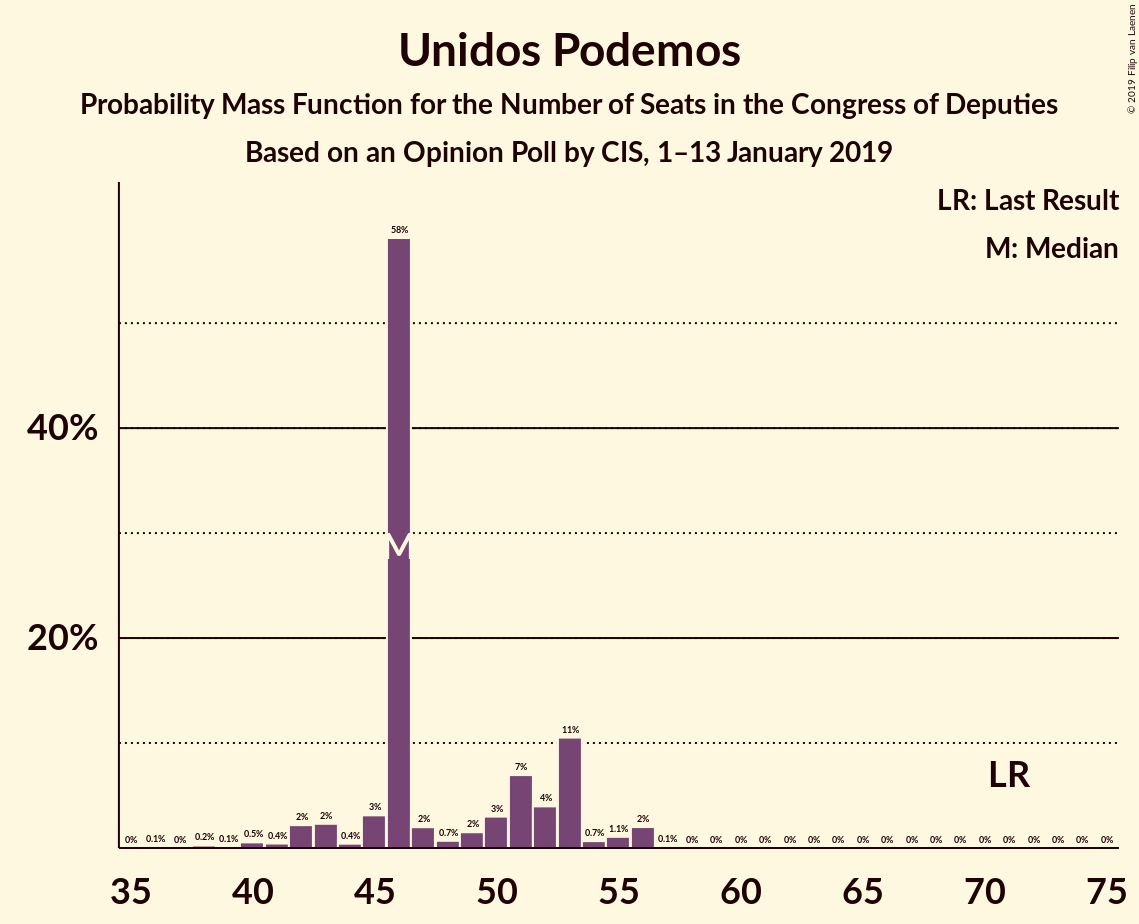 © 2019 Filip van Laenen
Unidos Podemos
Probability Mass Function for the Number of Seats in the Congress of Deputies
Based on an Opinion Poll by CIS, 1–13 January 2019
LR: Last Result
M: Median
40%
20%
0% 0.1% 0% 0.2% 0.1% 0.5% 0.4% 2% 2% 0.4% 3% 58% 2% 0.7% 2% 3% 7% 4% 11% 0.7% 1.1% 2% 0.1% 0% 0% 0% 0% 0% 0% 0% 0% 0% 0% 0% 0% 0% 0% 0% 0% 0% 0%
M
LR
35 40 45 50 55 60 65 70 75